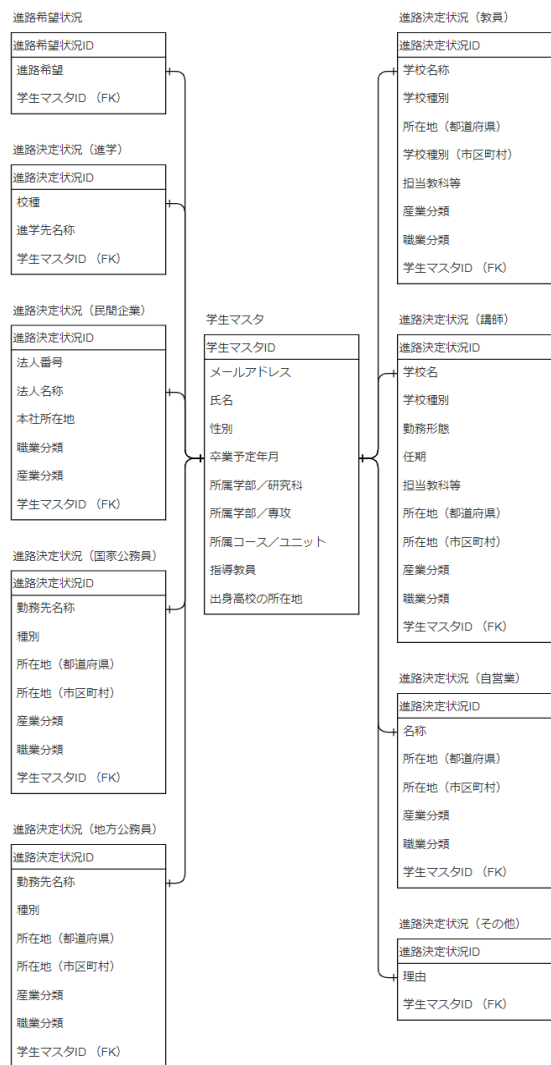 進路希望状況
進路希望状況ID
進路希望
学生マスタID （FK）
進路決定状況（進学）
進路決定状況ID
校種
進学先名称
学生マスタID （FK）
進路決定状況（民間企業）
進路決定状況ID
法人番号
法人名称
本社所在地
職業分類
産業分類
学生マスタID （FK）
進路決定状況（国家公務員）
進路決定状況ID
勤務先名称
種別
所在地（都道府県）
所在地（市区町村）
産業分類
職業分類
学生マスタID （FK）
進路決定状況（地方公務員）
進路決定状況ID
勤務先名称
種別
所在地（都道府県）
所在地（市区町村）
産業分類
職業分類
学生マスタID （FK）
学生マスタ
学生マスタID
メールアドレス
氏名
性別
卒業予定年月
所属学部／研究科
所属学部／専攻
所属コース／ユニット
指導教員
出身高校の所在地
進路決定状況（教員）
進路決定状況ID
学校名称
学校種別
所在地（都道府県）
学校種別（市区町村）
担当教科等
産業分類
職業分類
学生マスタID （FK）
進路決定状況（講師）
進路決定状況ID
学校名
学校種別
勤務形態
任期
担当教科等
所在地（都道府県）
所在地（市区町村）
産業分類
職業分類
学生マスタID （FK）
進路決定状況（自営業）
進路決定状況ID
名称
所在地（都道府県）
所在地（市区町村）
産業分類
職業分類
学生マスタID （FK）
進路決定状況（その他）
進路決定状況ID
理由
学生マスタID （FK）